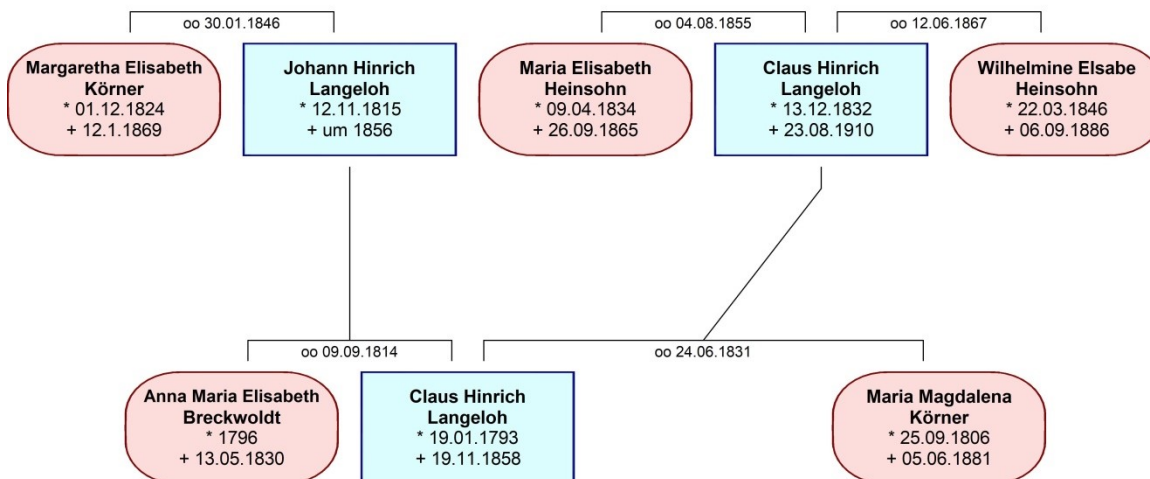 oo 30.01.1846
oo 04.08.1855
oo 12.06.1867
Margaretha Elisabeth
Körner
* 01.12.1824
+ 12.1.1869
Johann Hinrich
Langeloh
* 12.11.1815
+ um 1856
Maria Elisabeth
Heinsohn
* 09.04.1834
+ 26.09.1865
Claus Hinrich
Langeloh
* 13.12.1832
+ 23.08.1910
Wilhelmine Elsabe
Heinsohn
* 22.03.1846
+ 06.09.1886
oo 09.09.1814
oo 24.06.1831
Anna Maria Elisabeth
Breckwoldt
* 1796
+ 13.05.1830
Claus Hinrich
Langeloh
* 19.01.1793
+ 19.11.1858
Maria Magdalena
Körner
* 25.09.1806
+ 05.06.1881